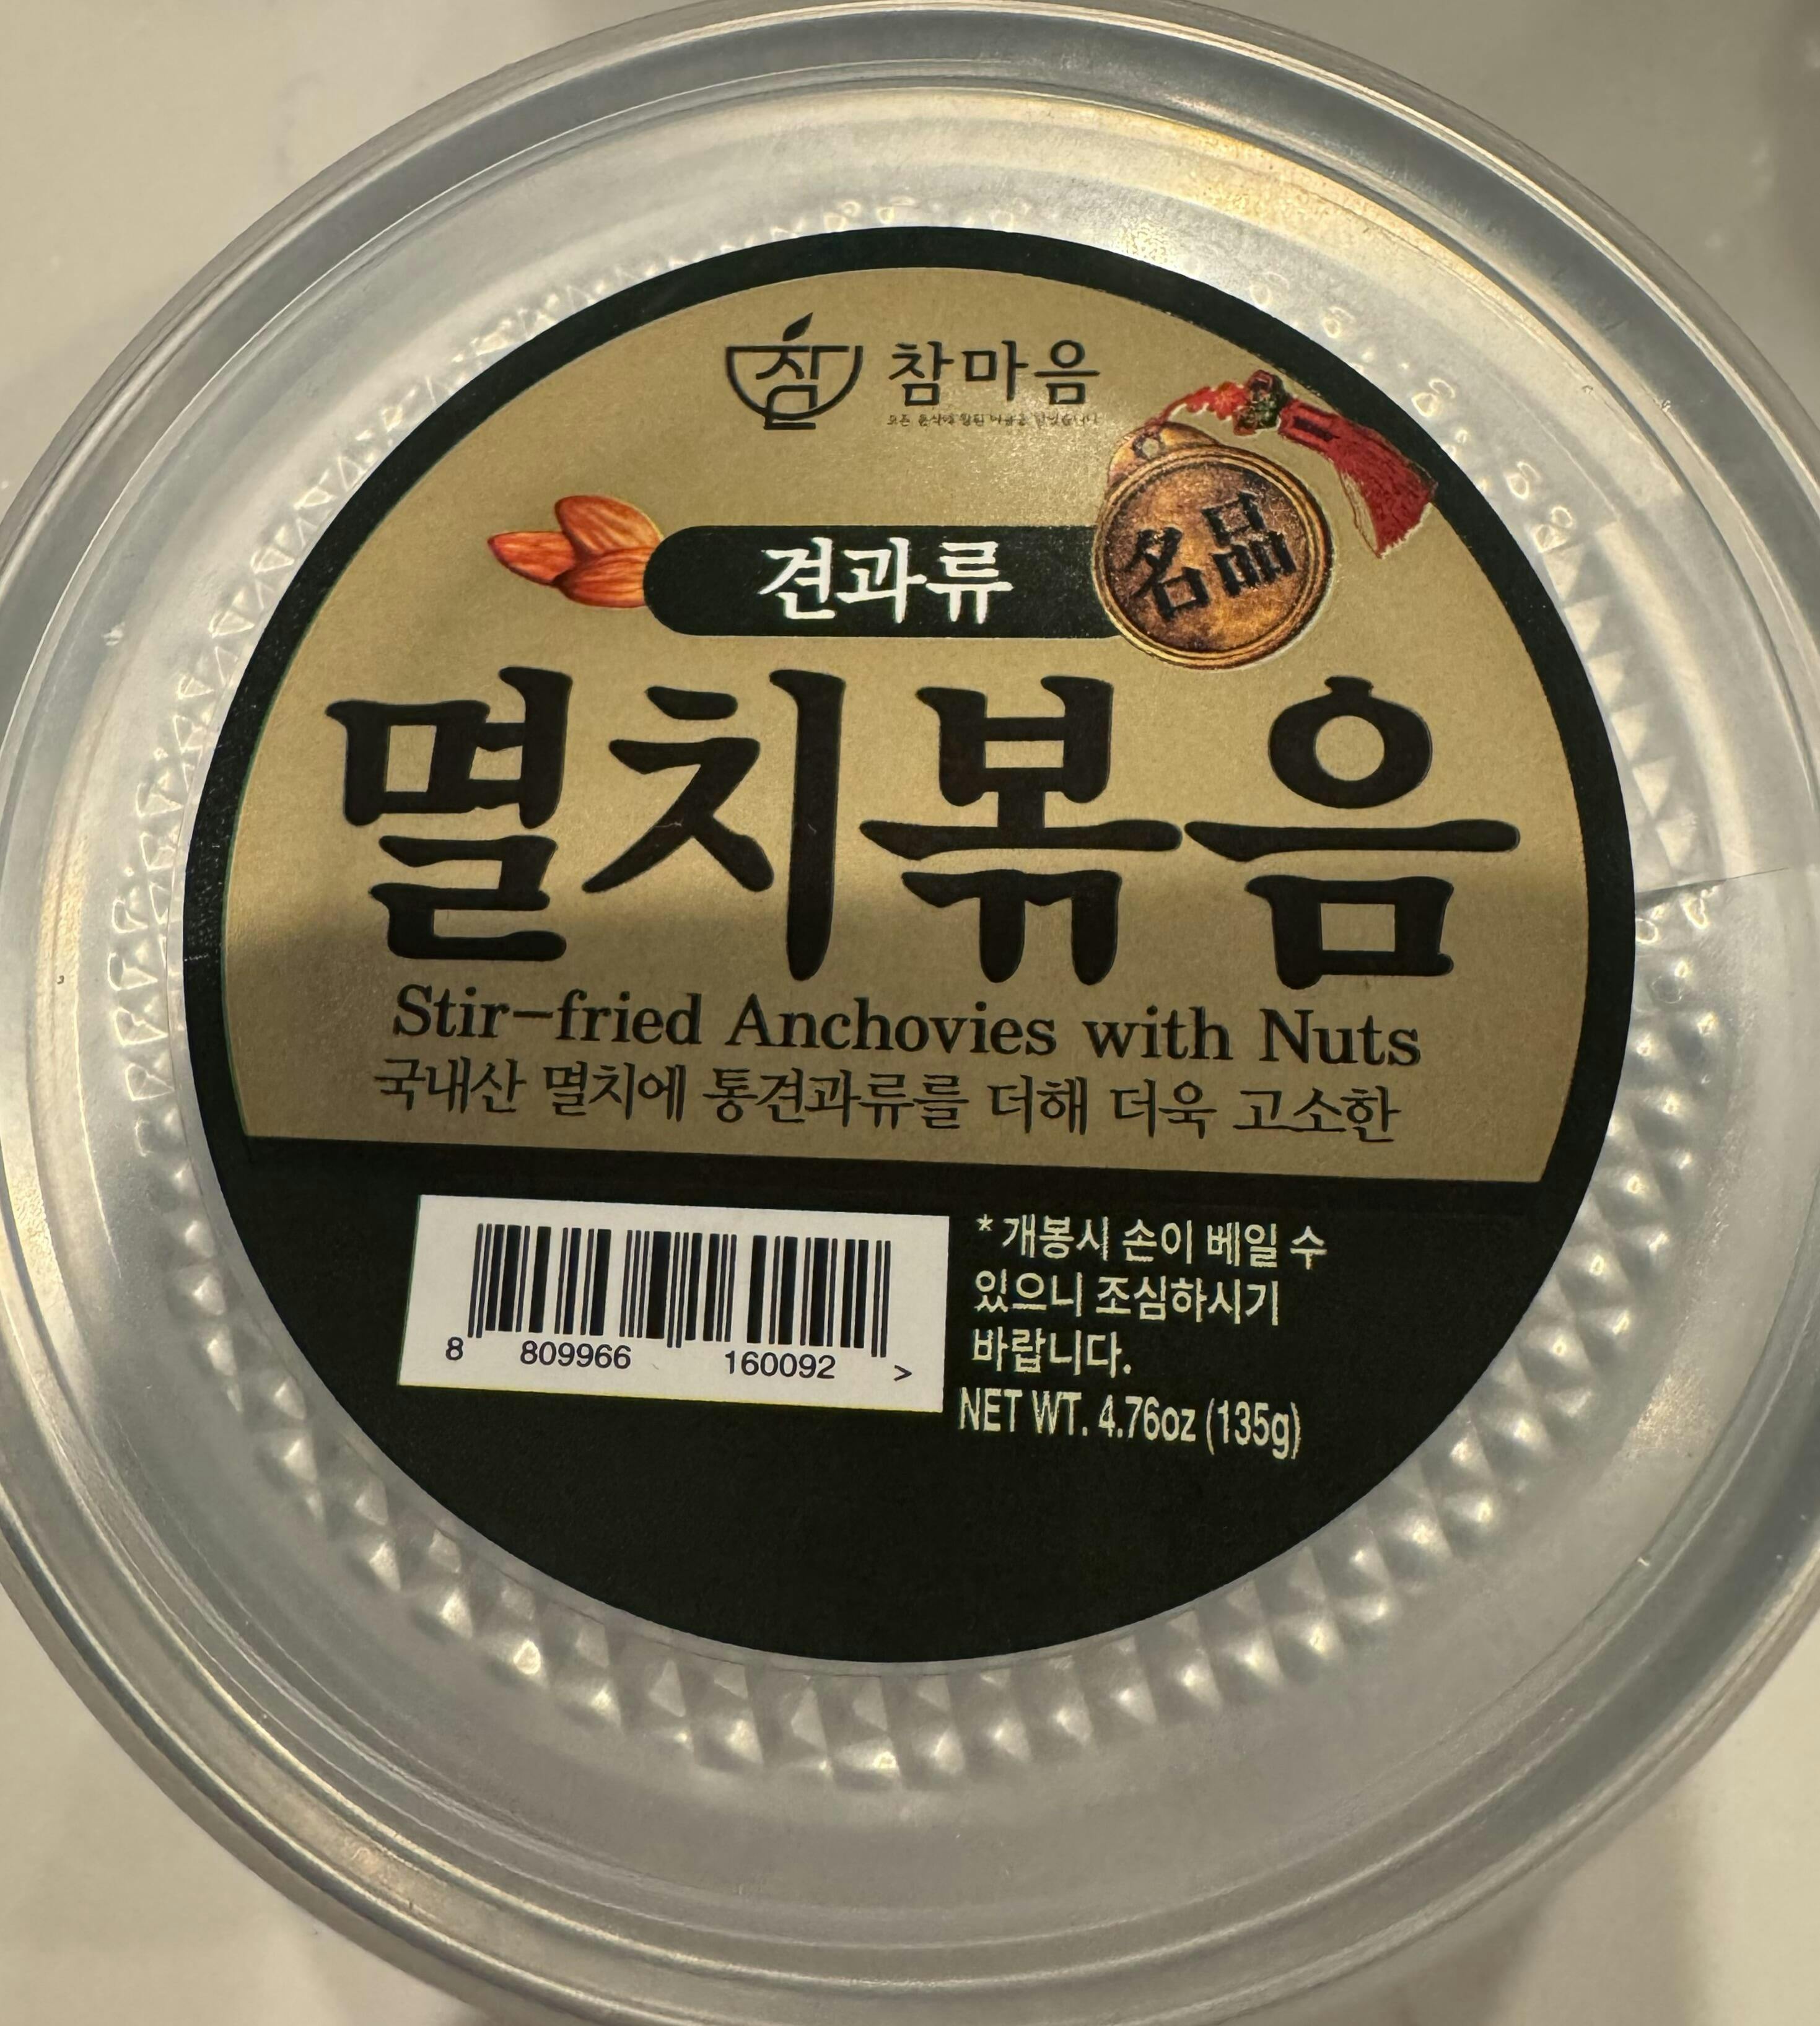 참
참마음
名品
견과류
멸치볶음
Stir-fried Anchovies with Nuts
국내산 멸치에 통견과류를 더해 더욱 고소한
* 개봉시 손이 베일 수
있으니 조심하시기
바랍니다.
NET WT. 4.76oz (135g)
8 809966 160092 >